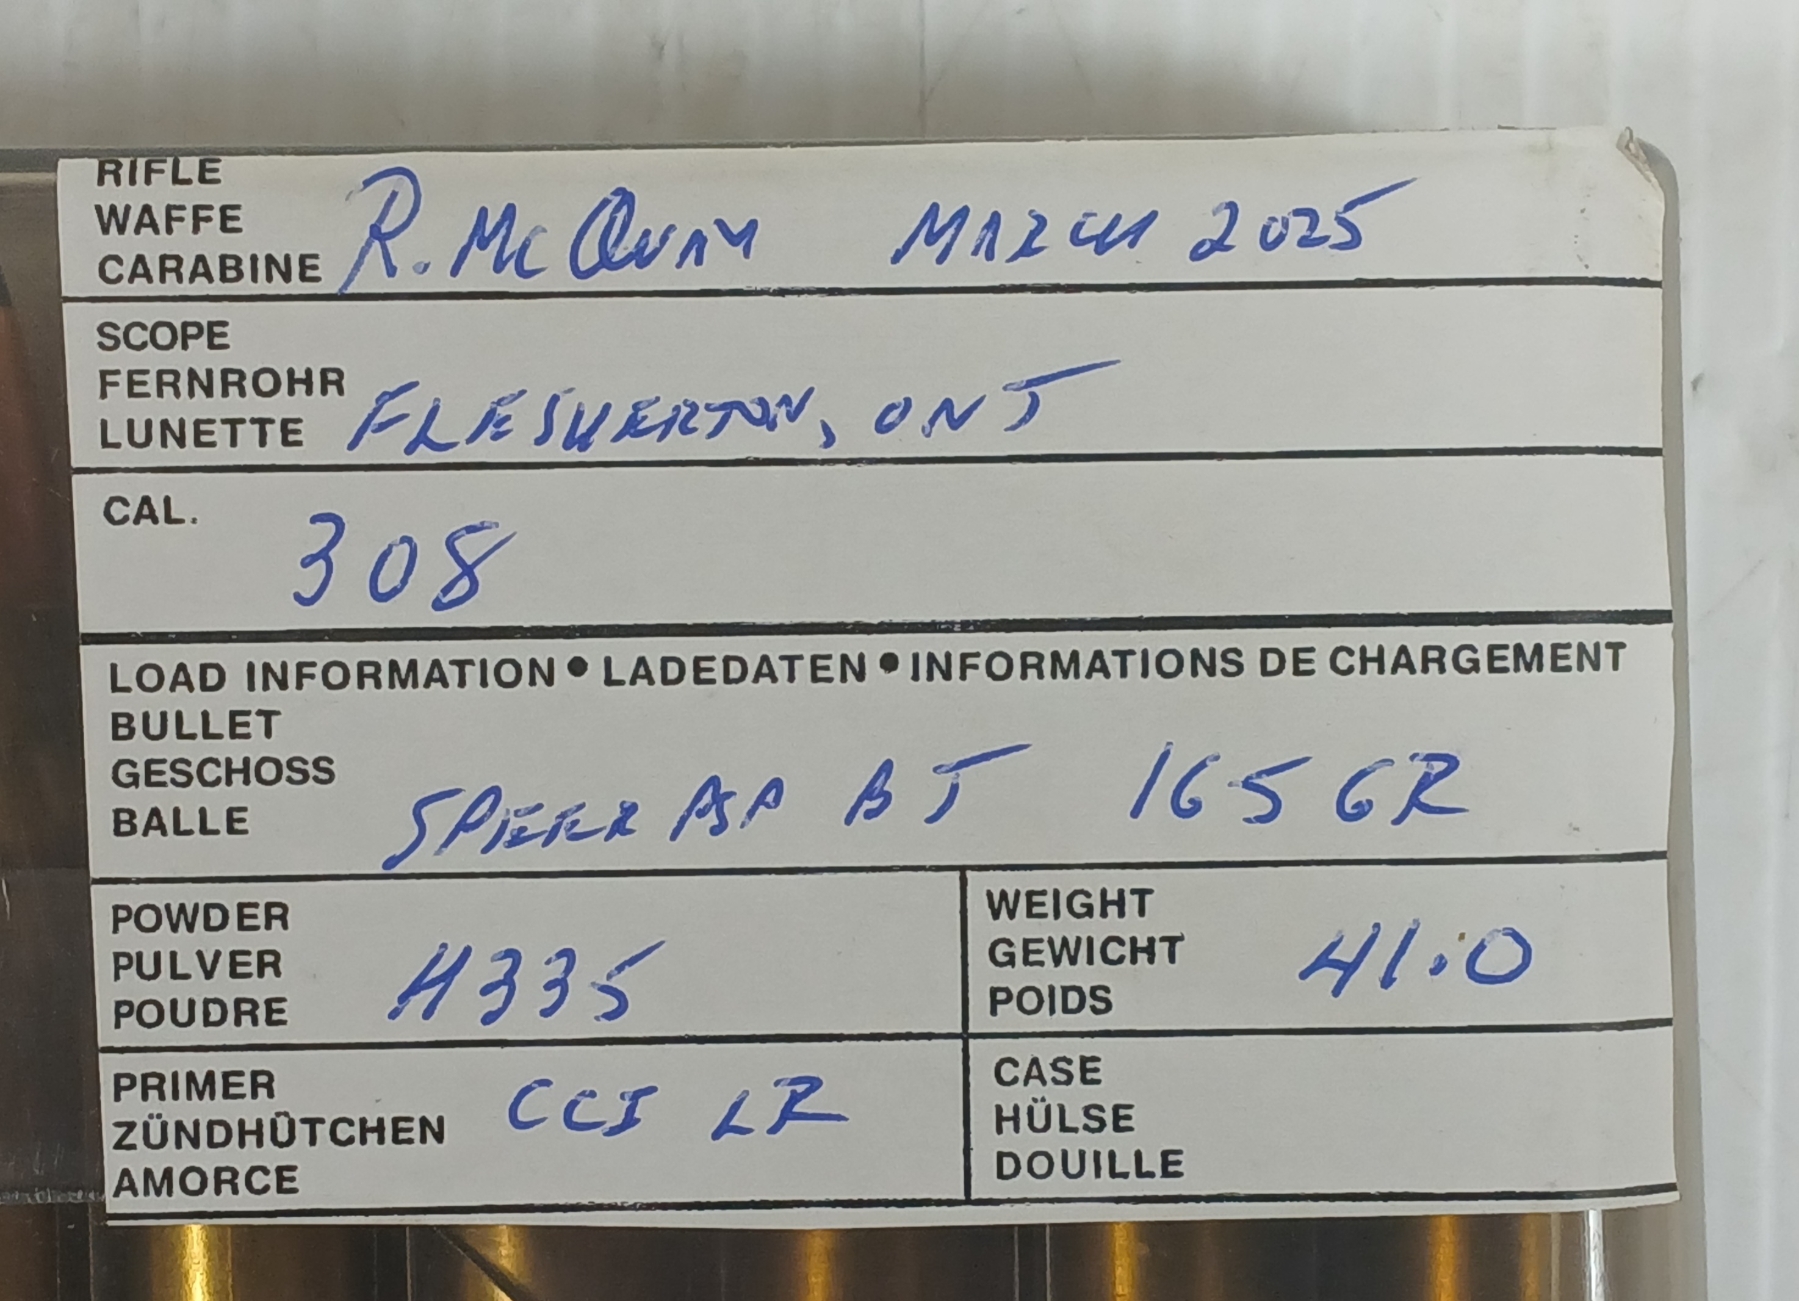 RIFLE
WAFFE
CARABINE R. McQUAY MARCH 2025
SCOPE
FERNROHR
LUNETTE FLESHERTON, ONT
CAL. 308
LOAD INFORMATION • LADEDATEN • INFORMATIONS DE CHARGEMENT
BULLET
GESCHOSS
BALLE SPEER PSP BT 165 GR
POWDER
PULVER
POUDRE H335
WEIGHT
GEWICHT
POIDS 41.0
PRIMER
ZÜNDHÜTCHEN CCI LR
AMORCE
CASE
HÜLSE
DOUILLE